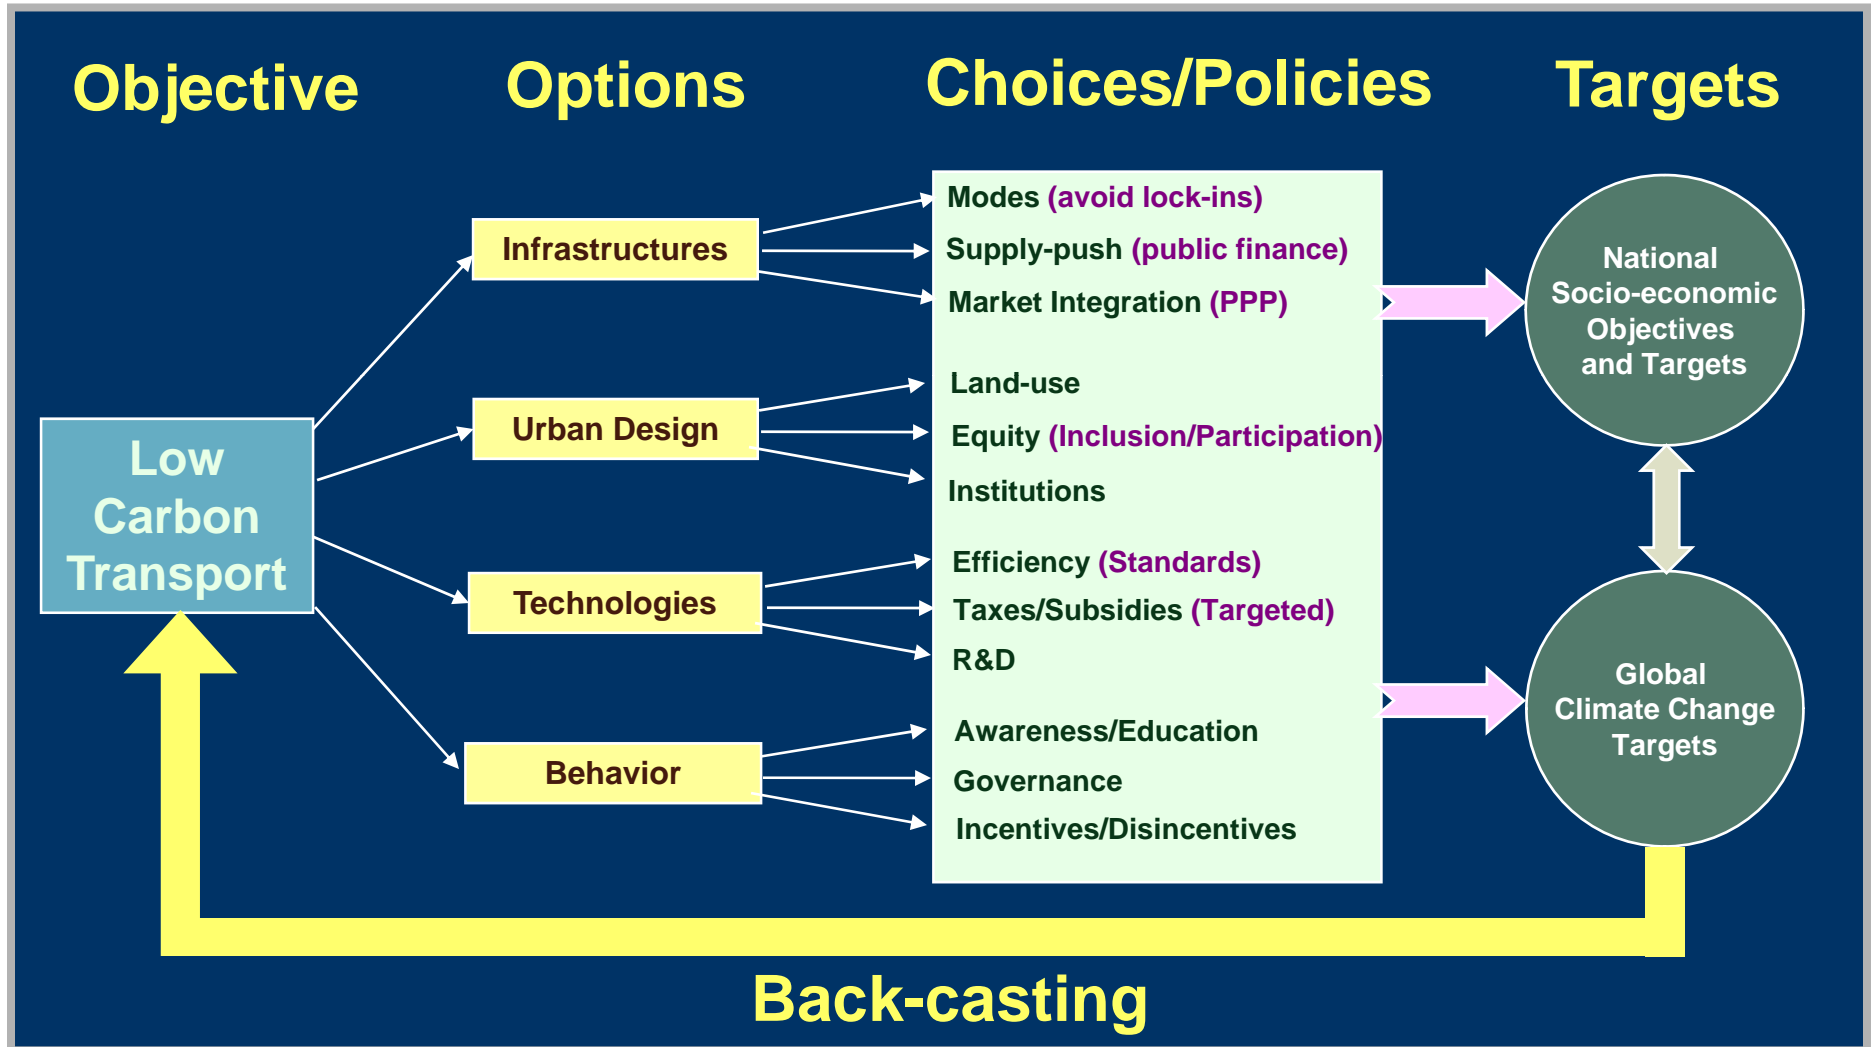 Objective
Options
Choices/Policies
Targets
Low
Carbon
Transport
Infrastructures
Urban Design
Technologies
Behavior
Modes (avoid lock-ins)
Supply-push (public finance)
Market Integration (PPP)
Land-use
Equity (Inclusion/Participation)
Institutions
Efficiency (Standards)
Taxes/Subsidies (Targeted)
R&D
Awareness/Education
Governance
Incentives/Disincentives
National
Socio-economic
Objectives
and Targets
Global
Climate Change
Targets
Back-casting